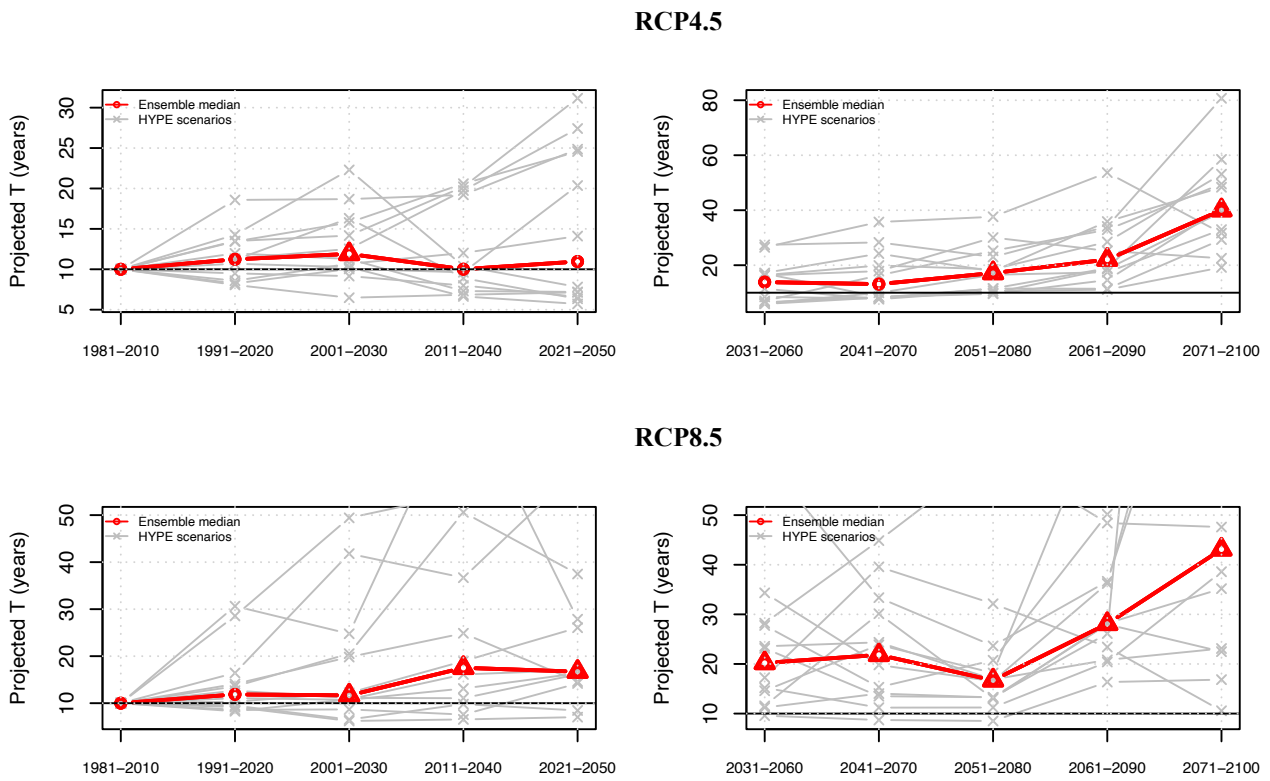 RCP4.5
Projected T (years)
30
25
20
15
10
5
Ensemble median
HYPE scenarios
1981–2010 1991–2020 2001–2030 2011–2040 2021–2050
Projected T (years)
80
60
40
20
Ensemble median
HYPE scenarios
2031–2060 2041–2070 2051–2080 2061–2090 2071–2100
RCP8.5
Projected T (years)
50
40
30
20
10
Ensemble median
HYPE scenarios
1981–2010 1991–2020 2001–2030 2011–2040 2021–2050
Projected T (years)
50
40
30
20
10
Ensemble median
HYPE scenarios
2031–2060 2041–2070 2051–2080 2061–2090 2071–2100